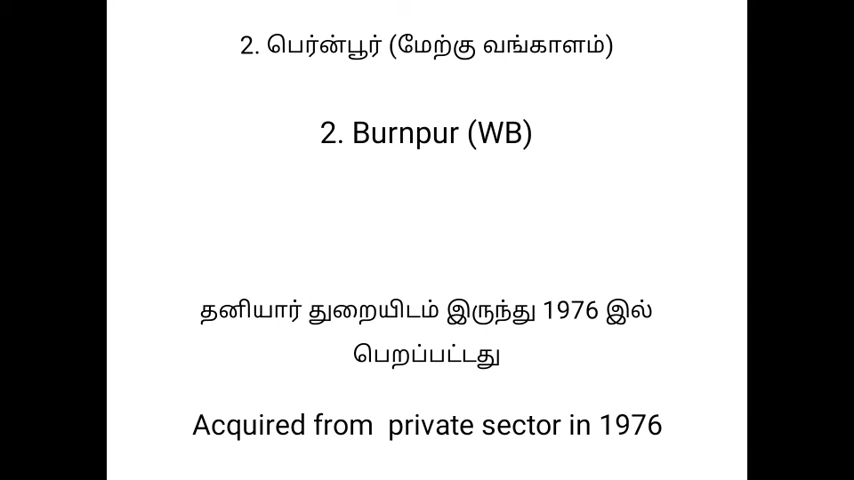 2. பெர்ன்பூர் (மேற்கு வங்காளம்)
2. Burnpur (WB)
தனியார் துறையிடம் இருந்து 1976 இல்
பெறப்பட்டது
Acquired from  private sector in 1976